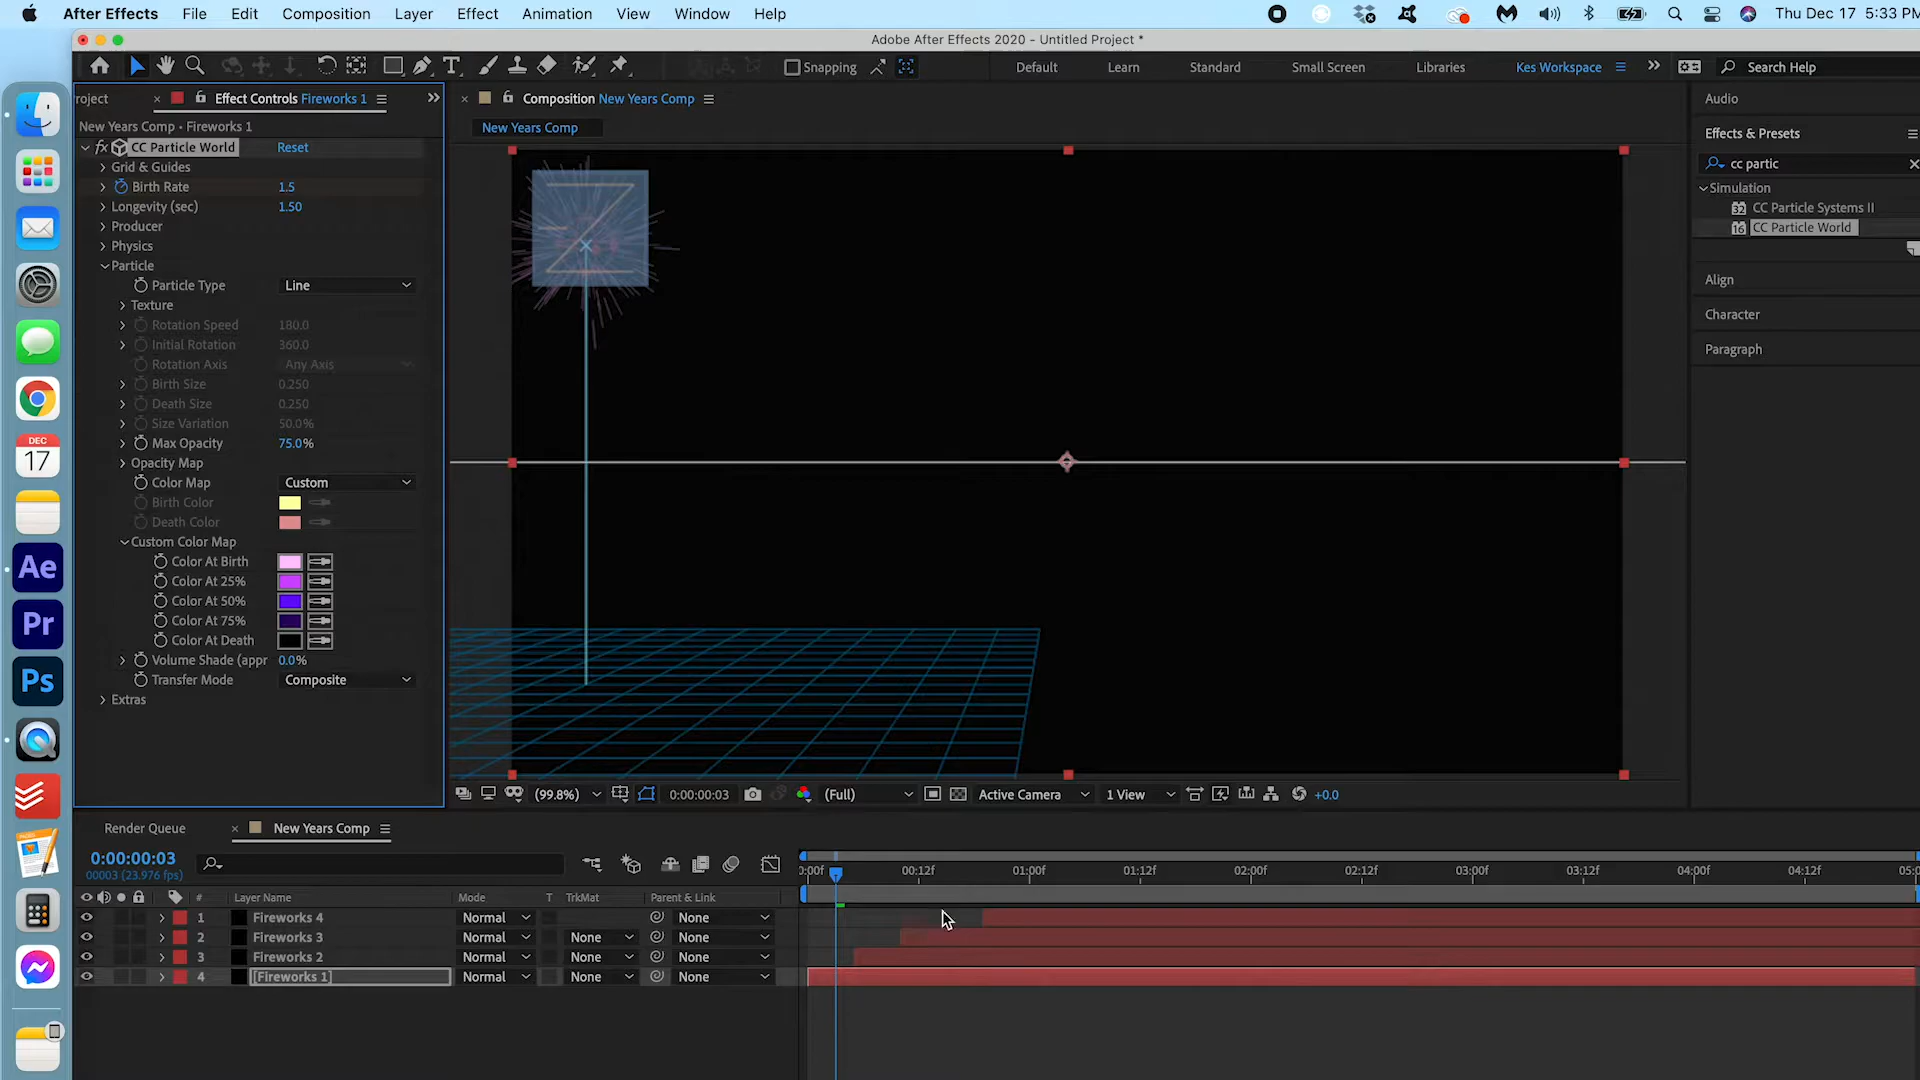 After Effects File Edit Composition Layer Effect Animation View Window Help Thu Dec 17 5:33 PM
Adobe After Effects 2020 - Untitled Project *
T Snapping Default Learn Standard Small Screen Libraries Kes Workspace Search Help
roject Effect Controls Fireworks 1
Composition New Years Comp
Audio
New Years Comp • Fireworks 1
New Years Comp
Effects & Presets
fx CC Particle World Reset
cc partic
Grid & Guides
Birth Rate 1.5
Simulation
Longevity (sec) 1.50
32 CC Particle Systems II
Producer
16 CC Particle World
Physics
Particle
Align
Particle Type Line
Texture
Character
Rotation Speed 180.0
Initial Rotation 360.0
Paragraph
Rotation Axis Any Axis
Birth Size 0.250
Death Size 0.250
Size Variation 50.0%
Max Opacity 75.0%
Opacity Map
Color Map Custom
Birth Color
Death Color
Custom Color Map
Color At Birth
Color At 25%
Color At 50%
Color At 75%
Color At Death
Volume Shade (appr 0.0%
Transfer Mode Composite
Extras
(99.8%) 0:00:00:03 (Full) Active Camera 1 View +0.0
Render Queue New Years Comp
0:00:00:03
00003 (23.976 fps)
:00f 00:12f 01:00f 01:12f 02:00f 02:12f 03:00f 03:12f 04:00f 04:12f 05:0
# Layer Name Mode T TrkMat Parent & Link
1 Fireworks 4 Normal None
2 Fireworks 3 Normal None None
3 Fireworks 2 Normal None None
4 [Fireworks 1] Normal None None
DEC
17
Ae
Pr
Ps